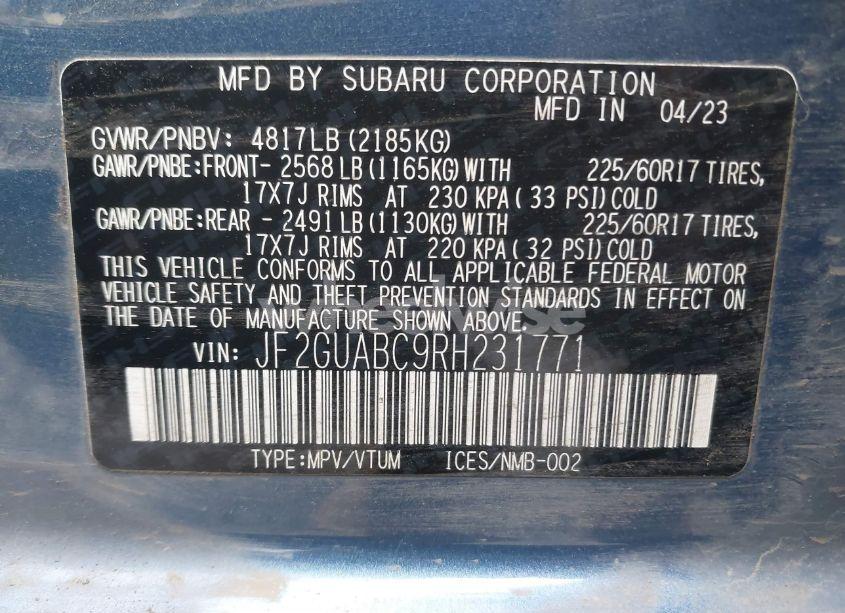 MFD BY SUBARU CORPORATION
MFD IN 04/23
GVWR/PNBV: 4817LB (2185KG)
GAWR/PNBE:FRONT- 2568 LB (1165KG) WITH 225/60R17 TIRES,
17X7J RIMS AT 230 KPA( 33 PSI) COLD
GAWR/PNBE:REAR - 2491 LB (1130KG) WITH 225/60R17 TIRES,
17X7J RIMS AT 220 KPA( 32 PSI) COLD
THIS VEHICLE CONFORMS TO ALL APPLICABLE FEDERAL MOTOR
VEHICLE SAFETY AND THEFT PREVENTION STANDARDS IN EFFECT ON
THE DATE OF MANUFACTURE SHOWN ABOVE.
VIN: JF2GUABC9RH231771
TYPE:MPV/VTUM ICES/NMB-002